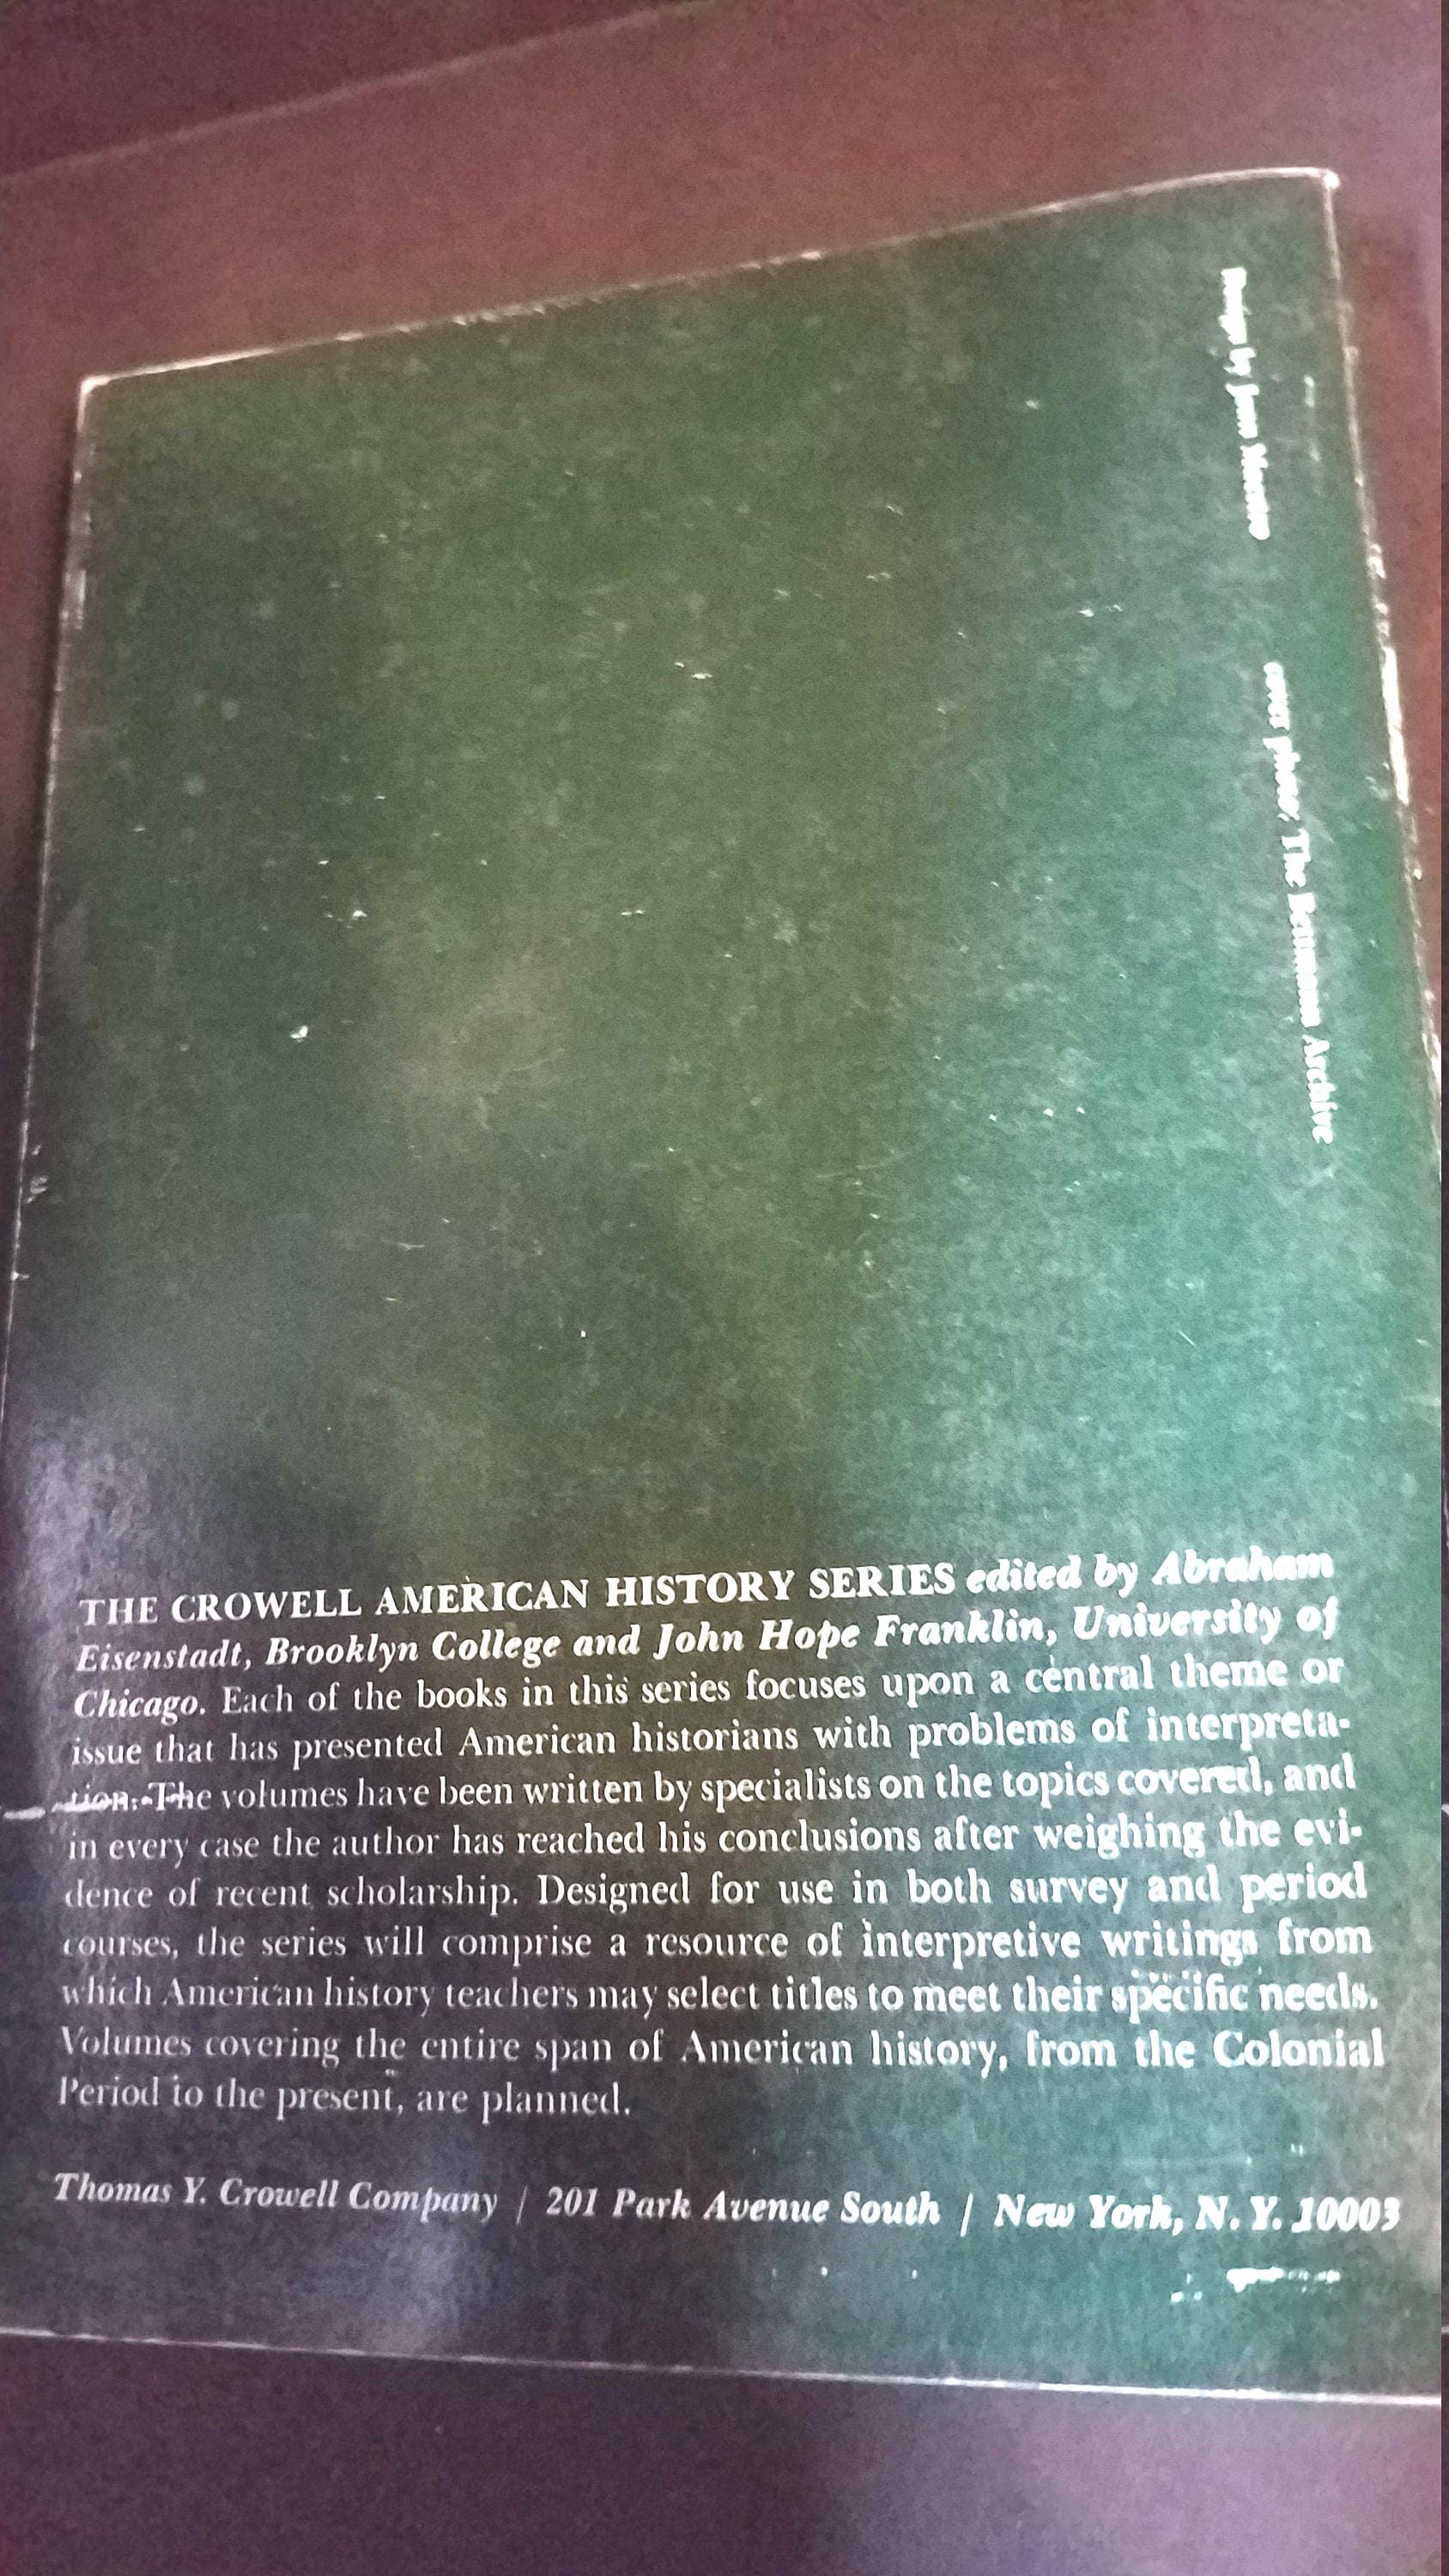 Design by
cover photo: The Bettmann Archive
THE CROWELL AMERICAN HISTORY SERIES edited by Abraham
Eisenstadt, Brooklyn College and John Hope Franklin, University of
Chicago. Each of the books in this series focuses upon a central theme or
issue that has presented American historians with problems of interpreta-
tion. The volumes have been written by specialists on the topics covered, and
in every case the author has reached his conclusions after weighing the evi-
dence of recent scholarship. Designed for use in both survey and period
courses, the series will comprise a resource of interpretive writings from
which American history teachers may select titles to meet their specific needs.
Volumes covering the entire span of American history, from the Colonial
Period to the present, are planned.
Thomas Y. Crowell Company / 201 Park Avenue South / New York, N. Y. 10003